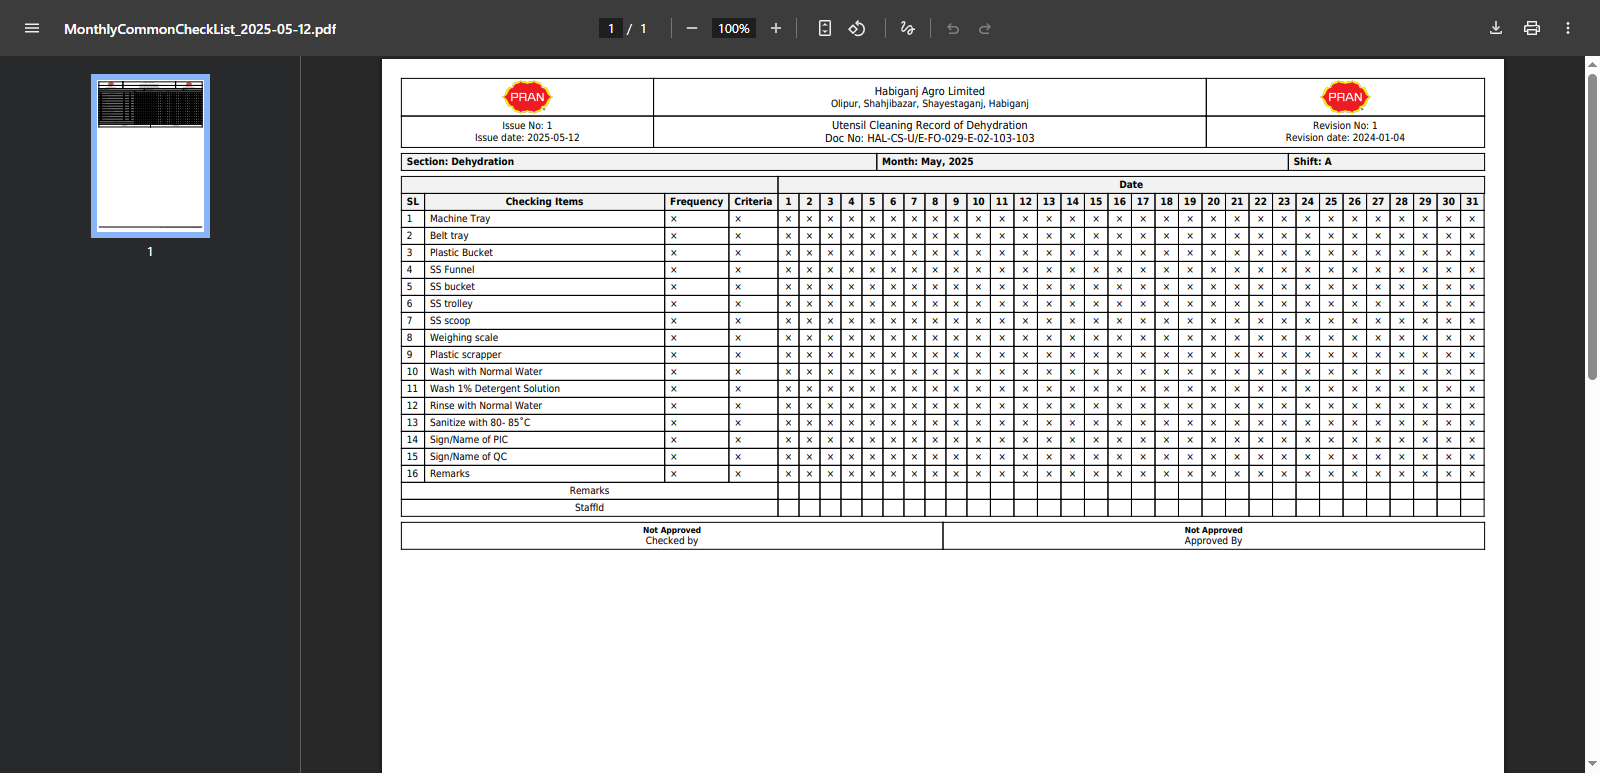 MonthlyCommonCheckList_2025-05-12.pdf
1 / 1
100%
1
PRAN
Habiganj Agro Limited
Olipur, Shahjibazar, Shayestaganj, Habiganj
PRAN
Issue No: 1
Issue date: 2025-05-12
Utensil Cleaning Record of Dehydration
Doc No: HAL-CS-U/E-FO-029-E-02-103-103
Revision No: 1
Revision date: 2024-01-04
Section: Dehydration Month: May, 2025 Shift: A
Date
SL Checking Items Frequency Criteria 1 2 3 4 5 6 7 8 9 10 11 12 13 14 15 16 17 18 19 20 21 22 23 24 25 26 27 28 29 30 31
1 Machine Tray × × × × × × × × × × × × × × × × × × × × × × × × × × × × × × × × ×
2 Belt tray × × × × × × × × × × × × × × × × × × × × × × × × × × × × × × × × ×
3 Plastic Bucket × × × × × × × × × × × × × × × × × × × × × × × × × × × × × × × × ×
4 SS Funnel × × × × × × × × × × × × × × × × × × × × × × × × × × × × × × × × ×
5 SS bucket × × × × × × × × × × × × × × × × × × × × × × × × × × × × × × × × ×
6 SS trolley × × × × × × × × × × × × × × × × × × × × × × × × × × × × × × × × ×
7 SS scoop × × × × × × × × × × × × × × × × × × × × × × × × × × × × × × × × ×
8 Weighing scale × × × × × × × × × × × × × × × × × × × × × × × × × × × × × × × × ×
9 Plastic scrapper × × × × × × × × × × × × × × × × × × × × × × × × × × × × × × × × ×
10 Wash with Normal Water × × × × × × × × × × × × × × × × × × × × × × × × × × × × × × × × ×
11 Wash 1% Detergent Solution × × × × × × × × × × × × × × × × × × × × × × × × × × × × × × × × ×
12 Rinse with Normal Water × × × × × × × × × × × × × × × × × × × × × × × × × × × × × × × × ×
13 Sanitize with 80- 85˚C × × × × × × × × × × × × × × × × × × × × × × × × × × × × × × × × ×
14 Sign/Name of PIC × × × × × × × × × × × × × × × × × × × × × × × × × × × × × × × × ×
15 Sign/Name of QC × × × × × × × × × × × × × × × × × × × × × × × × × × × × × × × × ×
16 Remarks × × × × × × × × × × × × × × × × × × × × × × × × × × × × × × × × ×
Remarks
StaffId
Not Approved
Checked by
Not Approved
Approved By